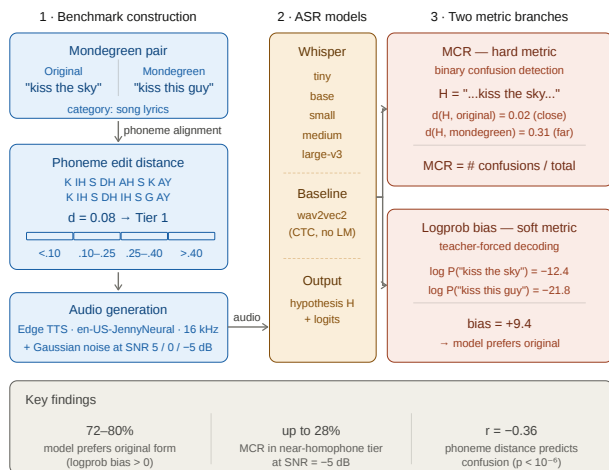 1 · Benchmark construction
Mondegreen pair
Original Mondegreen
"kiss the sky" "kiss this guy"
category: song lyrics
phoneme alignment
Phoneme edit distance
K IH S DH AH S K AY
K IH S DH IH S G AY
d = 0.08 → Tier 1
<.10 .10–.25 .25–.40 >.40
Audio generation
Edge TTS · en-US-JennyNeural · 16 kHz
+ Gaussian noise at SNR 5 / 0 / −5 dB
audio
2 · ASR models
Whisper
tiny
base
small
medium
large-v3
Baseline
wav2vec2
(CTC, no LM)
Output
hypothesis H
+ logits
3 · Two metric branches
MCR — hard metric
binary confusion detection
H = "...kiss the sky..."
d(H, original) = 0.02 (close)
d(H, mondegreen) = 0.31 (far)
MCR = # confusions / total
Logprob bias — soft metric
teacher-forced decoding
log P("kiss the sky") = −12.4
log P("kiss this guy") = −21.8
bias = +9.4
→ model prefers original
Key findings
72–80%
model prefers original form
(logprob bias > 0)
up to 28%
MCR in near-homophone tier
at SNR = −5 dB
r = −0.36
phoneme distance predicts
confusion (p < 10⁻⁶)